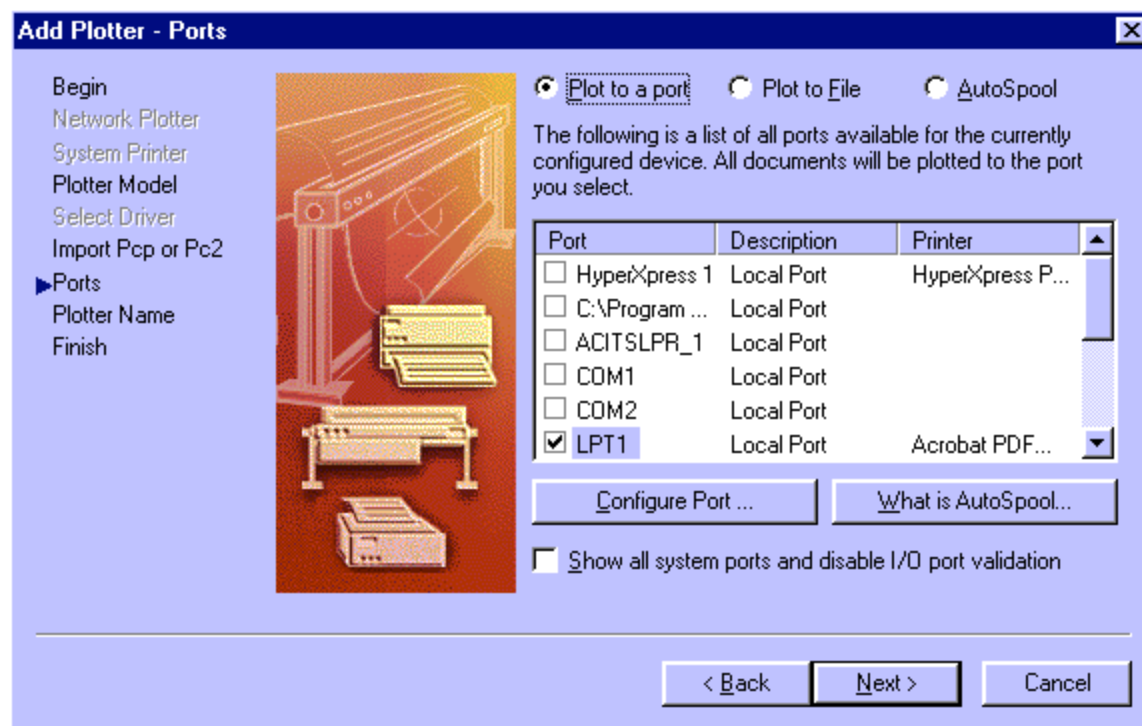 Add Plotter - Ports
Begin
Network Plotter
System Printer
Plotter Model
Select Driver
Import Pcp or Pc2
Ports
Plotter Name
Finish
Plot to a port Plot to File AutoSpool
The following is a list of all ports available for the currently
configured device. All documents will be plotted to the port
you select.
Port Description Printer
HyperXpress 1 Local Port HyperXpress P...
C:\Program ... Local Port
ACITSLPR_1 Local Port
COM1 Local Port
COM2 Local Port
LPT1 Local Port Acrobat PDF...
Configure Port ... What is AutoSpool...
Show all system ports and disable I/O port validation
< Back Next > Cancel